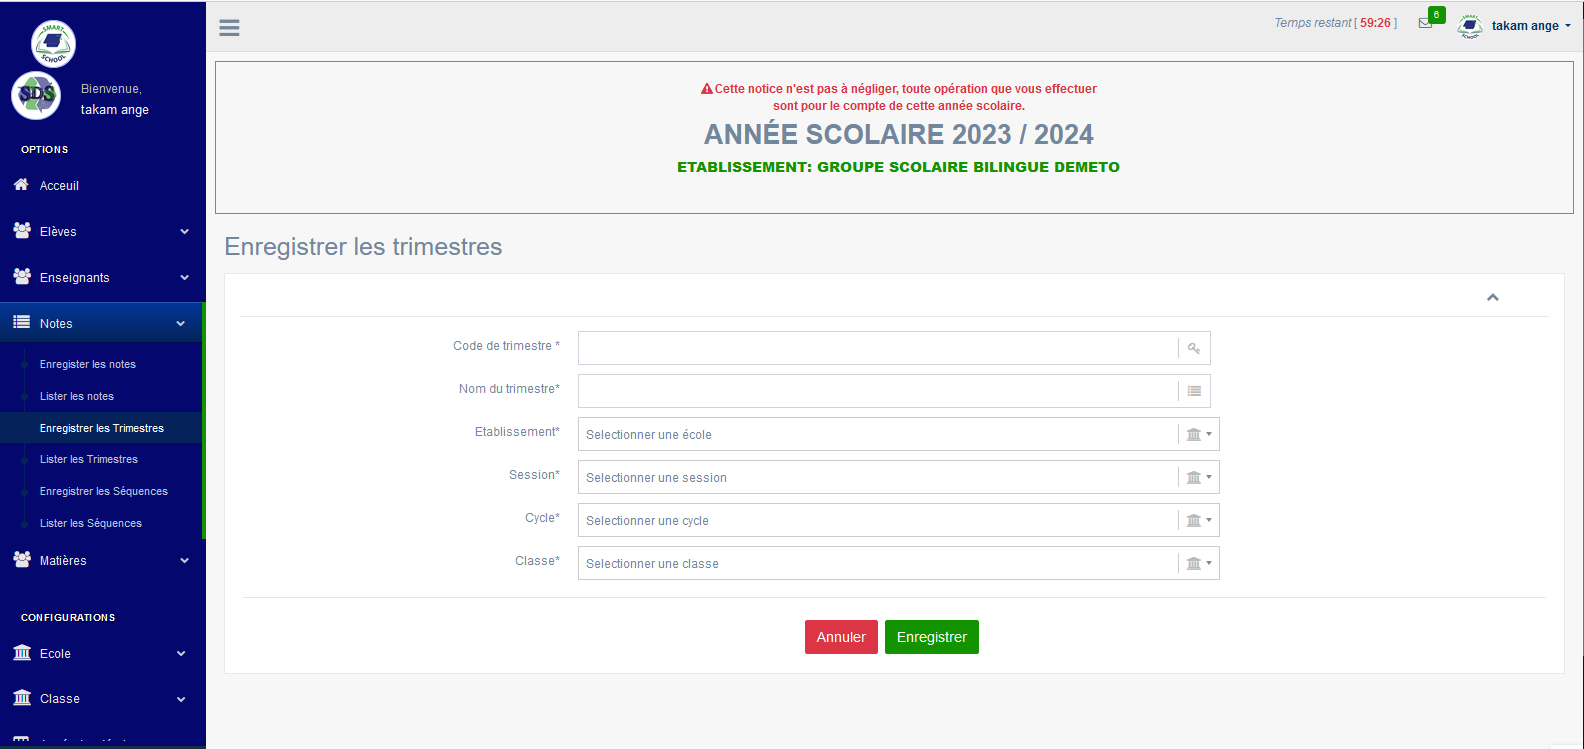 SMART
SCHOOL
SDS
Bienvenue,
takam ange
OPTIONS
Acceuil
Elèves
Enseignants
Notes
Enregister les notes
Lister les notes
Enregistrer les Trimestres
Lister les Trimestres
Enregistrer les Séquences
Lister les Séquences
Matières
CONFIGURATIONS
Ecole
Classe
Temps restant [ 59:26 ]
6
takam ange
Cette notice n'est pas à négliger, toute opération que vous effectuer
sont pour le compte de cette année scolaire.
ANNÉE SCOLAIRE 2023 / 2024
ETABLISSEMENT: GROUPE SCOLAIRE BILINGUE DEMETO
Enregistrer les trimestres
Code de trimestre *
Nom du trimestre*
Etablissement* Selectionner une école
Session* Selectionner une session
Cycle* Selectionner une cycle
Classe* Selectionner une classe
Annuler Enregistrer